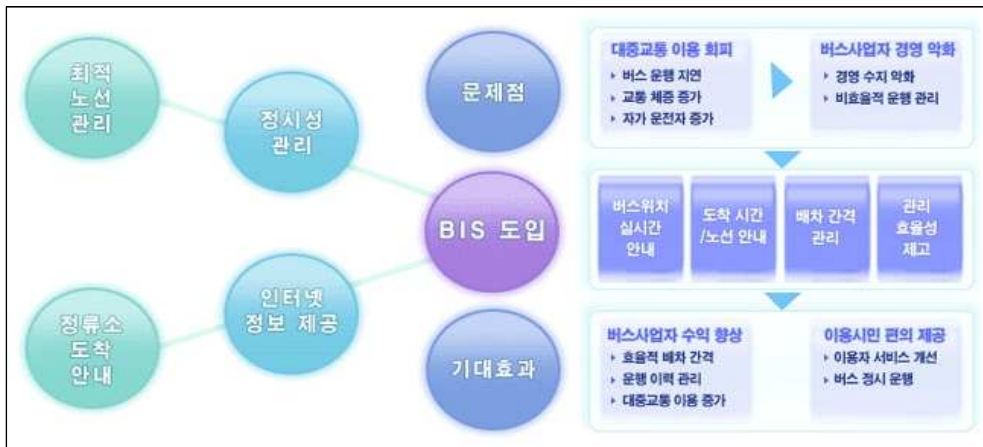 최적
노선
관리
정시성
관리
정류소
도착
안내
인터넷
정보 제공
문제점
BIS 도입
기대효과
대중교통 이용 회피
▸ 버스 운행 지연
▸ 교통 체증 증가
▸ 자가 운전자 증가
버스사업자 경영 악화
▸ 경영 수지 악화
▸ 비효율적 운행 관리
버스위치
실시간
안내
도착 시간
/노선 안내
배차 간격
관리
관리
효율성
제고
버스사업자 수익 향상
▸ 효율적 배차 간격
▸ 운행 이력 관리
▸ 대중교통 이용 증가
이용시민 편의 제공
▸ 이용자 서비스 개선
▸ 버스 정시 운행